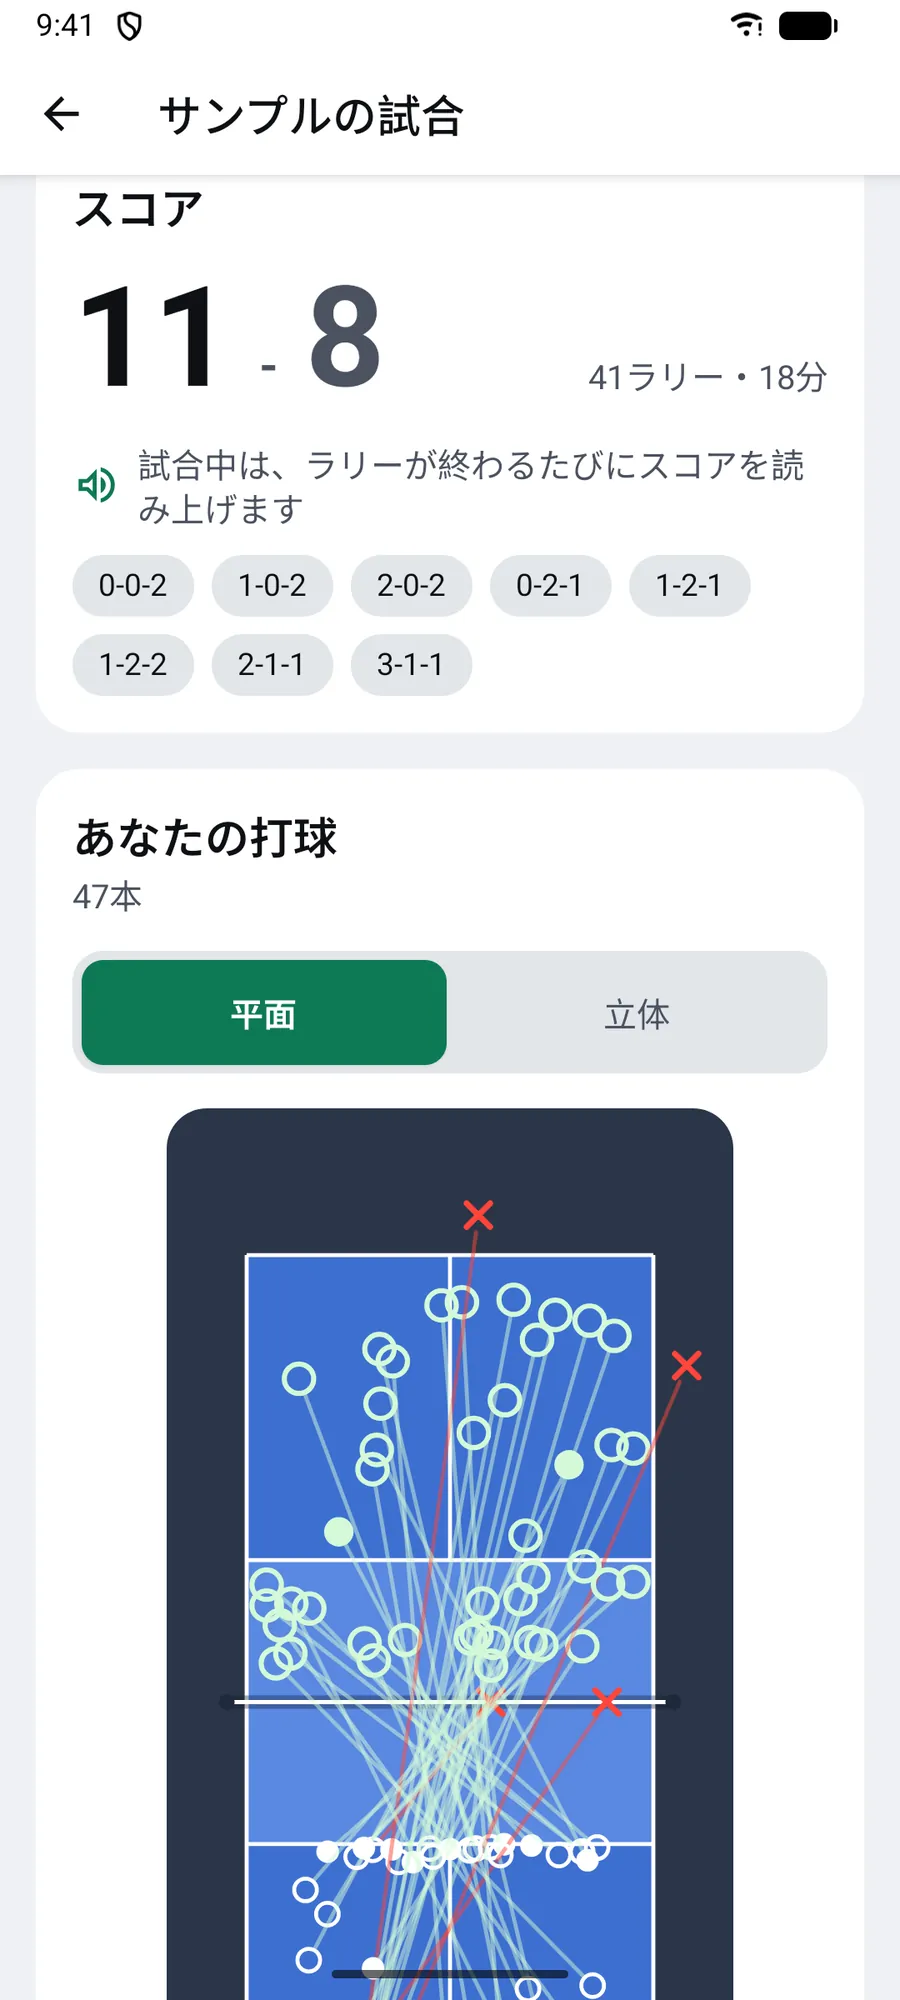 9:41
サンプルの試合
スコア
11 - 8
41ラリー・18分
試合中は、ラリーが終わるたびにスコアを読
み上げます
0-0-2 1-0-2 2-0-2 0-2-1 1-2-1
1-2-2 2-1-1 3-1-1
あなたの打球
47本
平面 立体